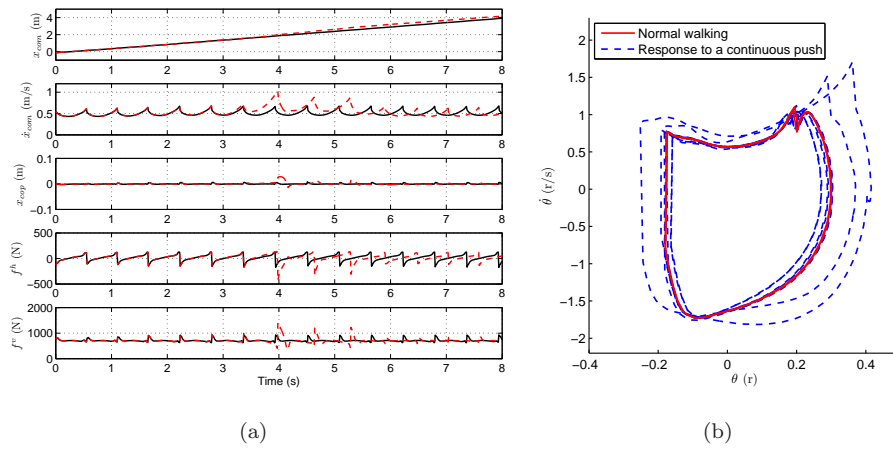 x_com (m)
4
2
0
0 1 2 3 4 5 6 7 8
ẋ_com (m/s)
1
0.5
0
0 1 2 3 4 5 6 7 8
x_cop (m)
0.1
0
−0.1
0 1 2 3 4 5 6 7 8
f^h (N)
500
0
−500
0 1 2 3 4 5 6 7 8
f^v (N)
2000
1000
0
0 1 2 3 4 5 6 7 8
Time (s)
(a)
Normal walking
Response to a continuous push
θ̇ (r/s)
2
1.5
1
0.5
0
−0.5
−1
−1.5
−2
−0.4 −0.2 0 0.2 0.4
θ (r)
(b)